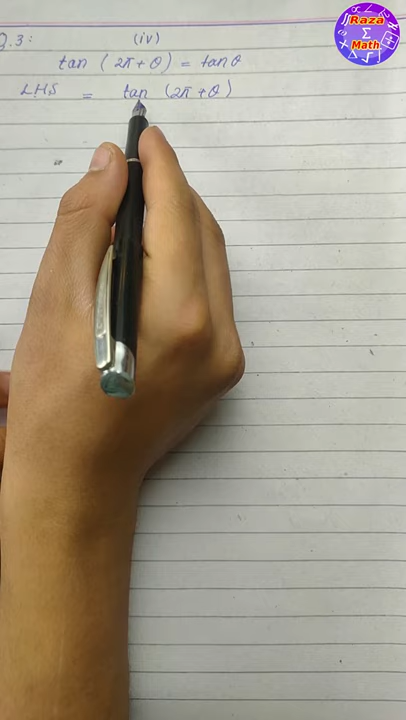 Q.3: (iv)
tan (2π + θ) = tan θ
LHS = tan (2π + θ)
Raza
Σ
Math